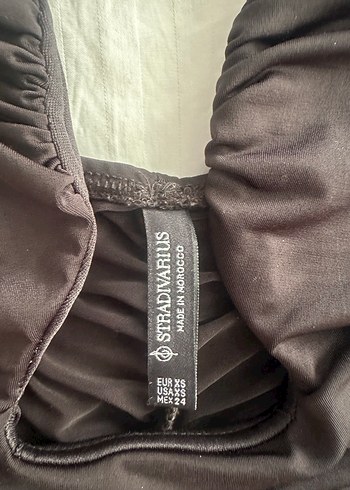 STRADIVARIUS
MADE IN MOROCCO
EUR XS
USA XS
MEX 24